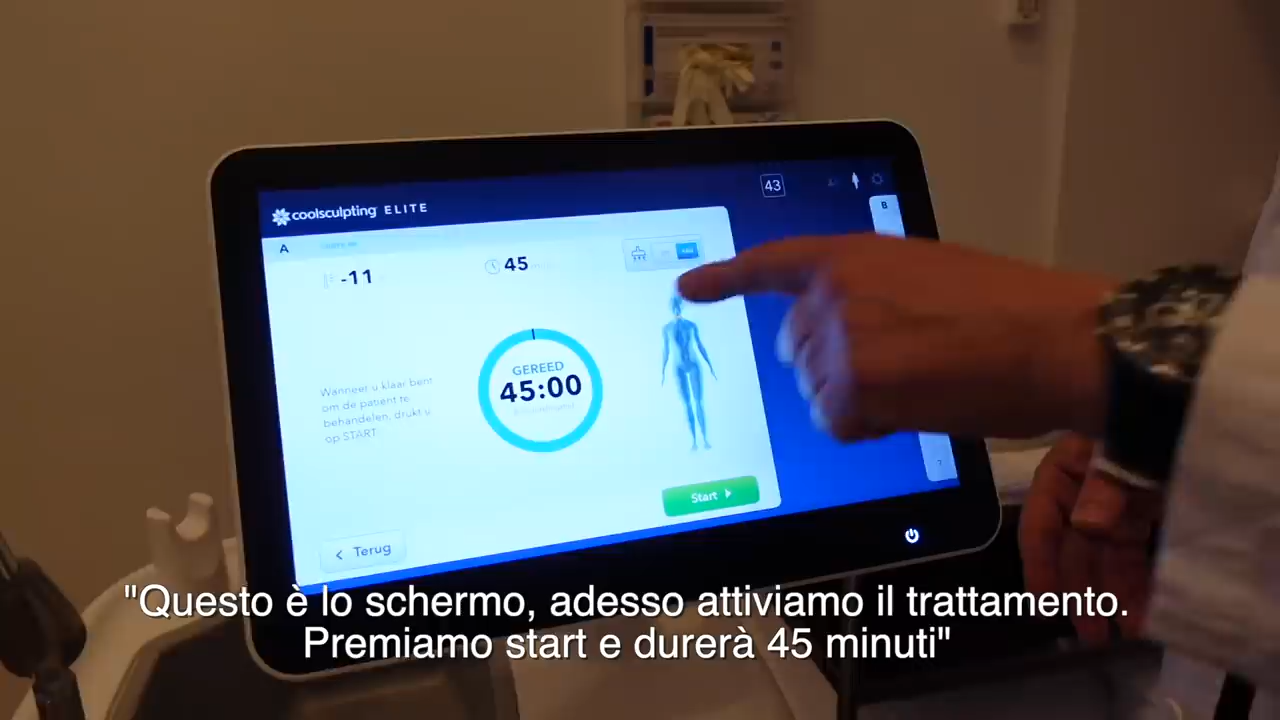 43
coolsculpting ELITE
B
A
-11
45
GEREED
45:00
Wanneer u klaar bent
om de patiënt te
behandelen, drukt u
op START.
Start
Terug
?
"Questo è lo schermo, adesso attiviamo il trattamento.
Premiamo start e durerà 45 minuti"